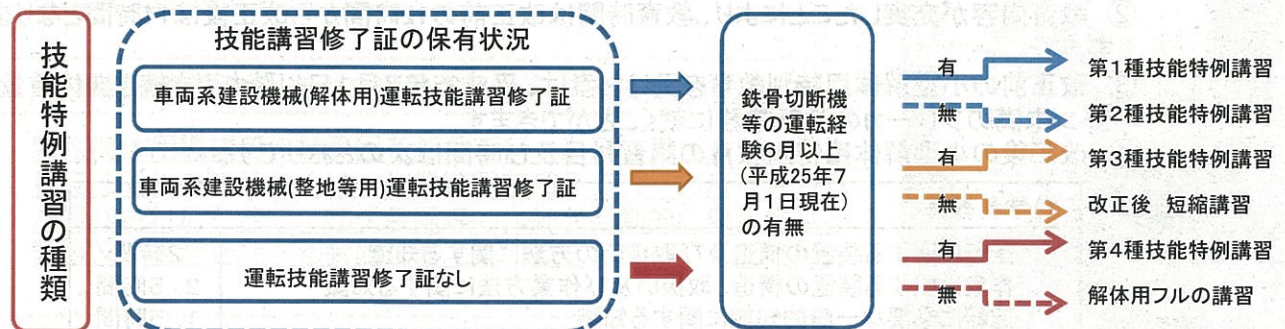 技能特例講習の種類
技能講習修了証の保有状況
車両系建設機械(解体用)運転技能講習修了証
車両系建設機械(整地等用)運転技能講習修了証
運転技能講習修了証なし
鉄骨切断機
等の運転経
験6月以上
(平成25年7
月1日現在)
の有無
有 第1種技能特例講習
無 第2種技能特例講習
有 第3種技能特例講習
無 改正後 短縮講習
有 第4種技能特例講習
無 解体用フルの講習